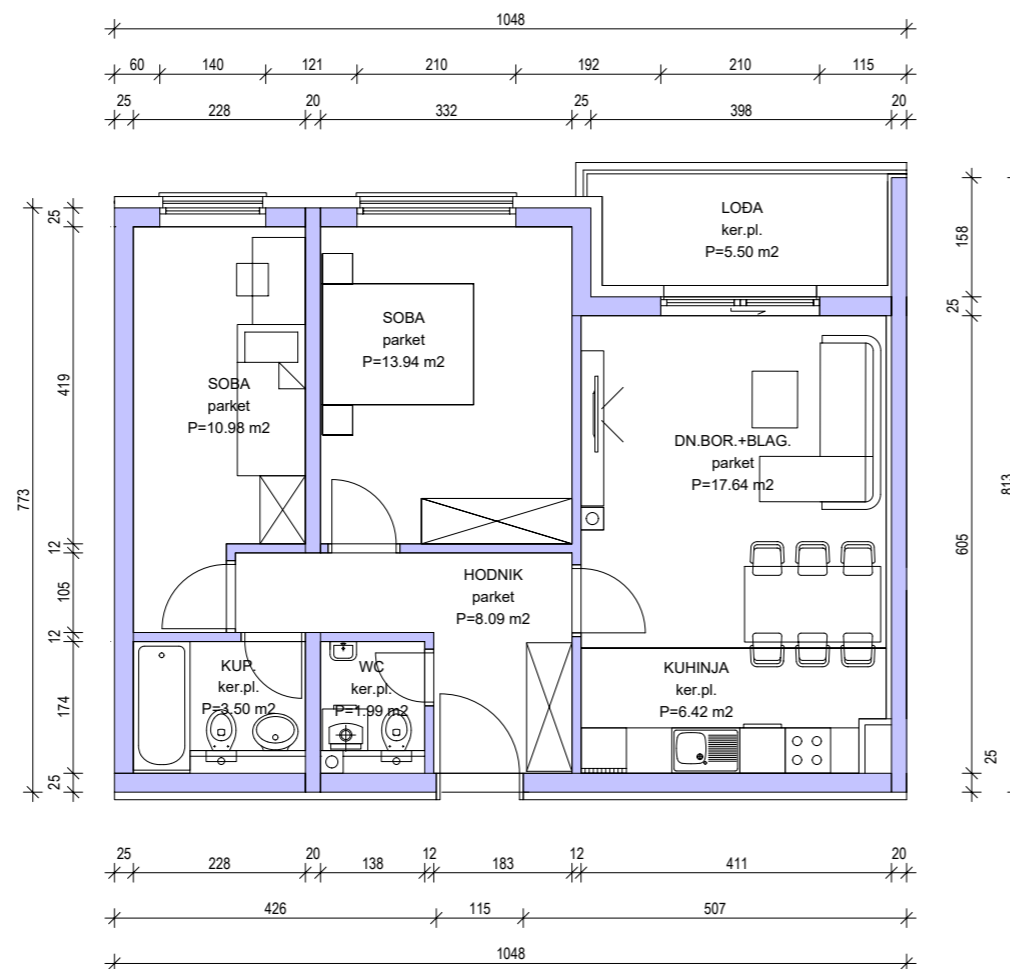 1048
60 140 121 210 192 210 115
25 228 20 332 25 398 20
LOĐA
ker.pl.
P=5.50 m2
SOBA
parket
P=13.94 m2
SOBA
parket
P=10.98 m2
DN.BOR.+BLAG.
parket
P=17.64 m2
HODNIK
parket
P=8.09 m2
KUP.
ker.pl.
P=3.50 m2
WC
ker.pl.
P=1.99 m2
KUHINJA
ker.pl.
P=6.42 m2
773
25
419
12
105
12
174
25
158
25
605
25
813
25 228 20 138 12 183 12 411 20
426 115 507
1048